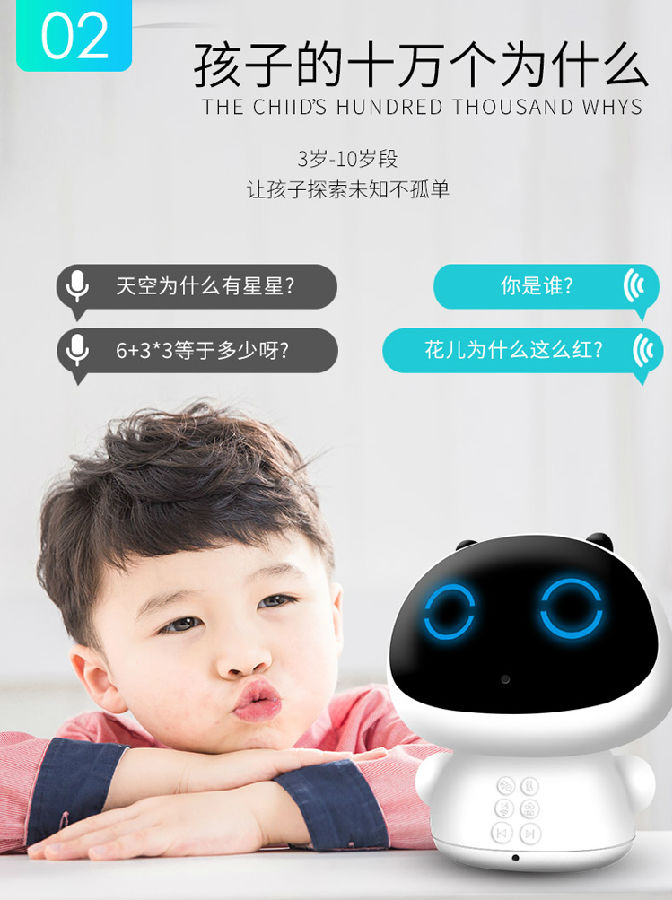 02
孩子的十万个为什么
THE CHIID'S HUNDRED THOUSAND WHYS
3岁-10岁段
让孩子探索未知不孤单
天空为什么有星星?
你是谁?
6+3*3等于多少呀?
花儿为什么这么红?